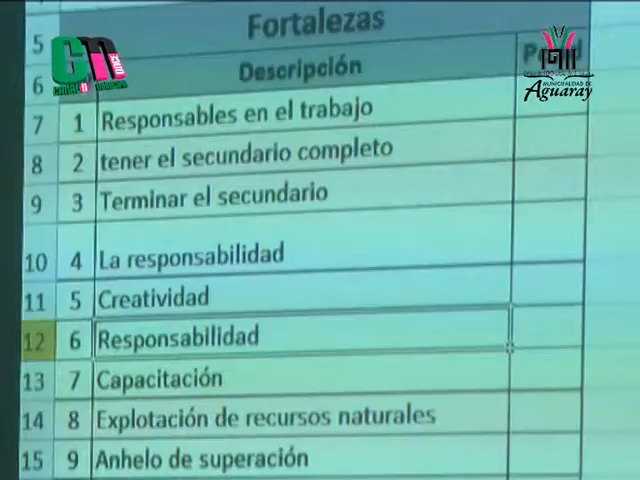 5 Fortalezas
6 Descripción
7 1 Responsables en el trabajo
8 2 tener el secundario completo
9 3 Terminar el secundario
10 4 La responsabilidad
11 5 Creatividad
12 6 Responsabilidad
13 7 Capacitación
14 8 Explotación de recursos naturales
15 9 Anhelo de superación
MUNICIPALIDAD DE
Aguaray